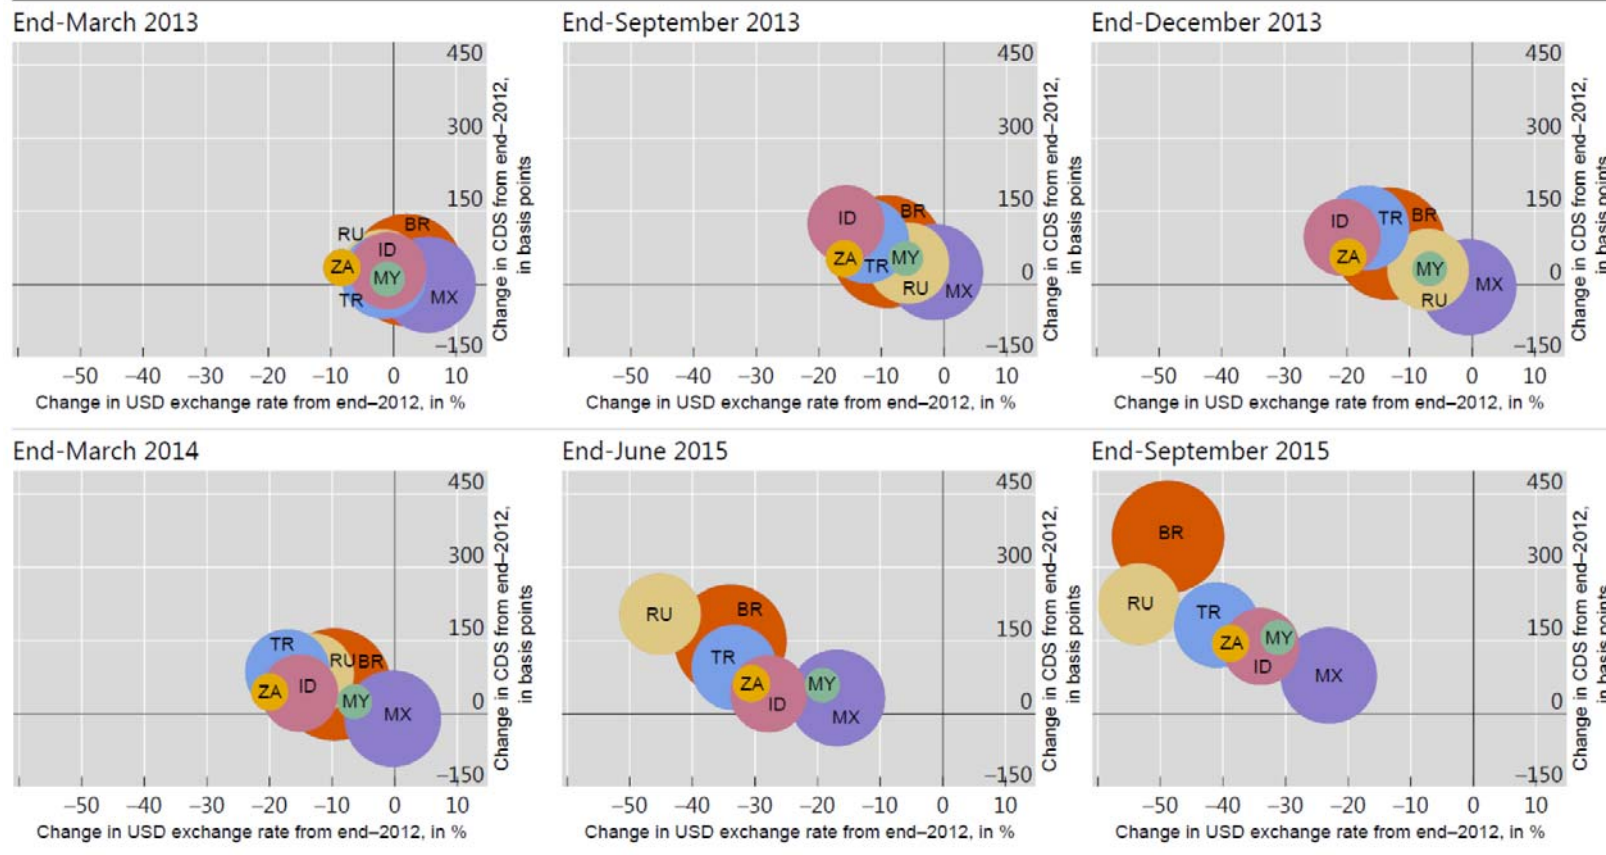 End-March 2013
450
300
150
0
−150
BR
RU
ID
ZA
MY
TR
MX
−50 −40 −30 −20 −10 0 10
Change in USD exchange rate from end−2012, in %
Change in CDS from end−2012,
in basis points
End-September 2013
450
300
150
0
−150
ID
BR
ZA
TR
MY
RU
MX
−50 −40 −30 −20 −10 0 10
Change in USD exchange rate from end−2012, in %
Change in CDS from end−2012,
in basis points
End-December 2013
450
300
150
0
−150
ID
TR
BR
ZA
MY
RU
MX
−50 −40 −30 −20 −10 0 10
Change in USD exchange rate from end−2012, in %
Change in CDS from end−2012,
in basis points
End-March 2014
450
300
150
0
−150
TR
RU
BR
ZA
ID
MY
MX
−50 −40 −30 −20 −10 0 10
Change in USD exchange rate from end−2012, in %
Change in CDS from end−2012,
in basis points
End-June 2015
450
300
150
0
−150
RU
BR
TR
ZA
MY
ID
MX
−50 −40 −30 −20 −10 0 10
Change in USD exchange rate from end−2012, in %
Change in CDS from end−2012,
in basis points
End-September 2015
450
300
150
0
−150
BR
RU
TR
ZA
MY
ID
MX
−50 −40 −30 −20 −10 0 10
Change in USD exchange rate from end−2012, in %
Change in CDS from end−2012,
in basis points